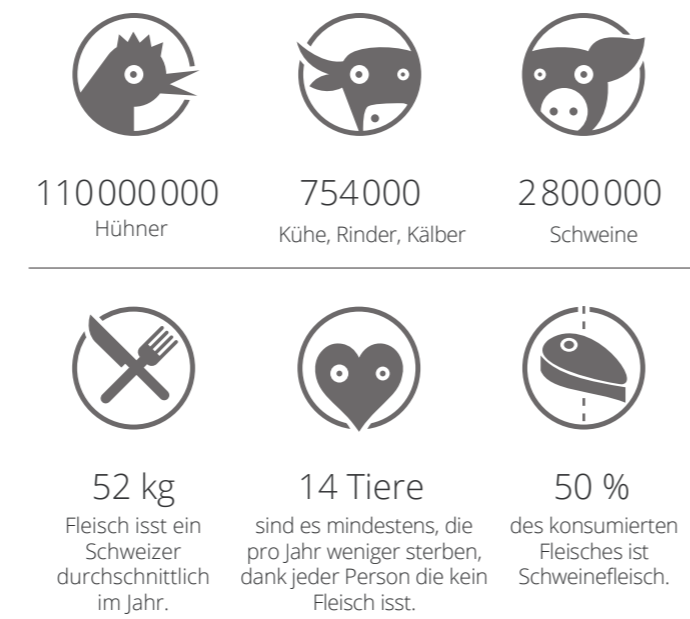 110 000 000
Hühner
754 000
Kühe, Rinder, Kälber
2 800 000
Schweine
52 kg
Fleisch isst ein
Schweizer
durchschnittlich
im Jahr.
14 Tiere
sind es mindestens, die
pro Jahr weniger sterben,
dank jeder Person die kein
Fleisch isst.
50 %
des konsumierten
Fleisches ist
Schweinefleisch.